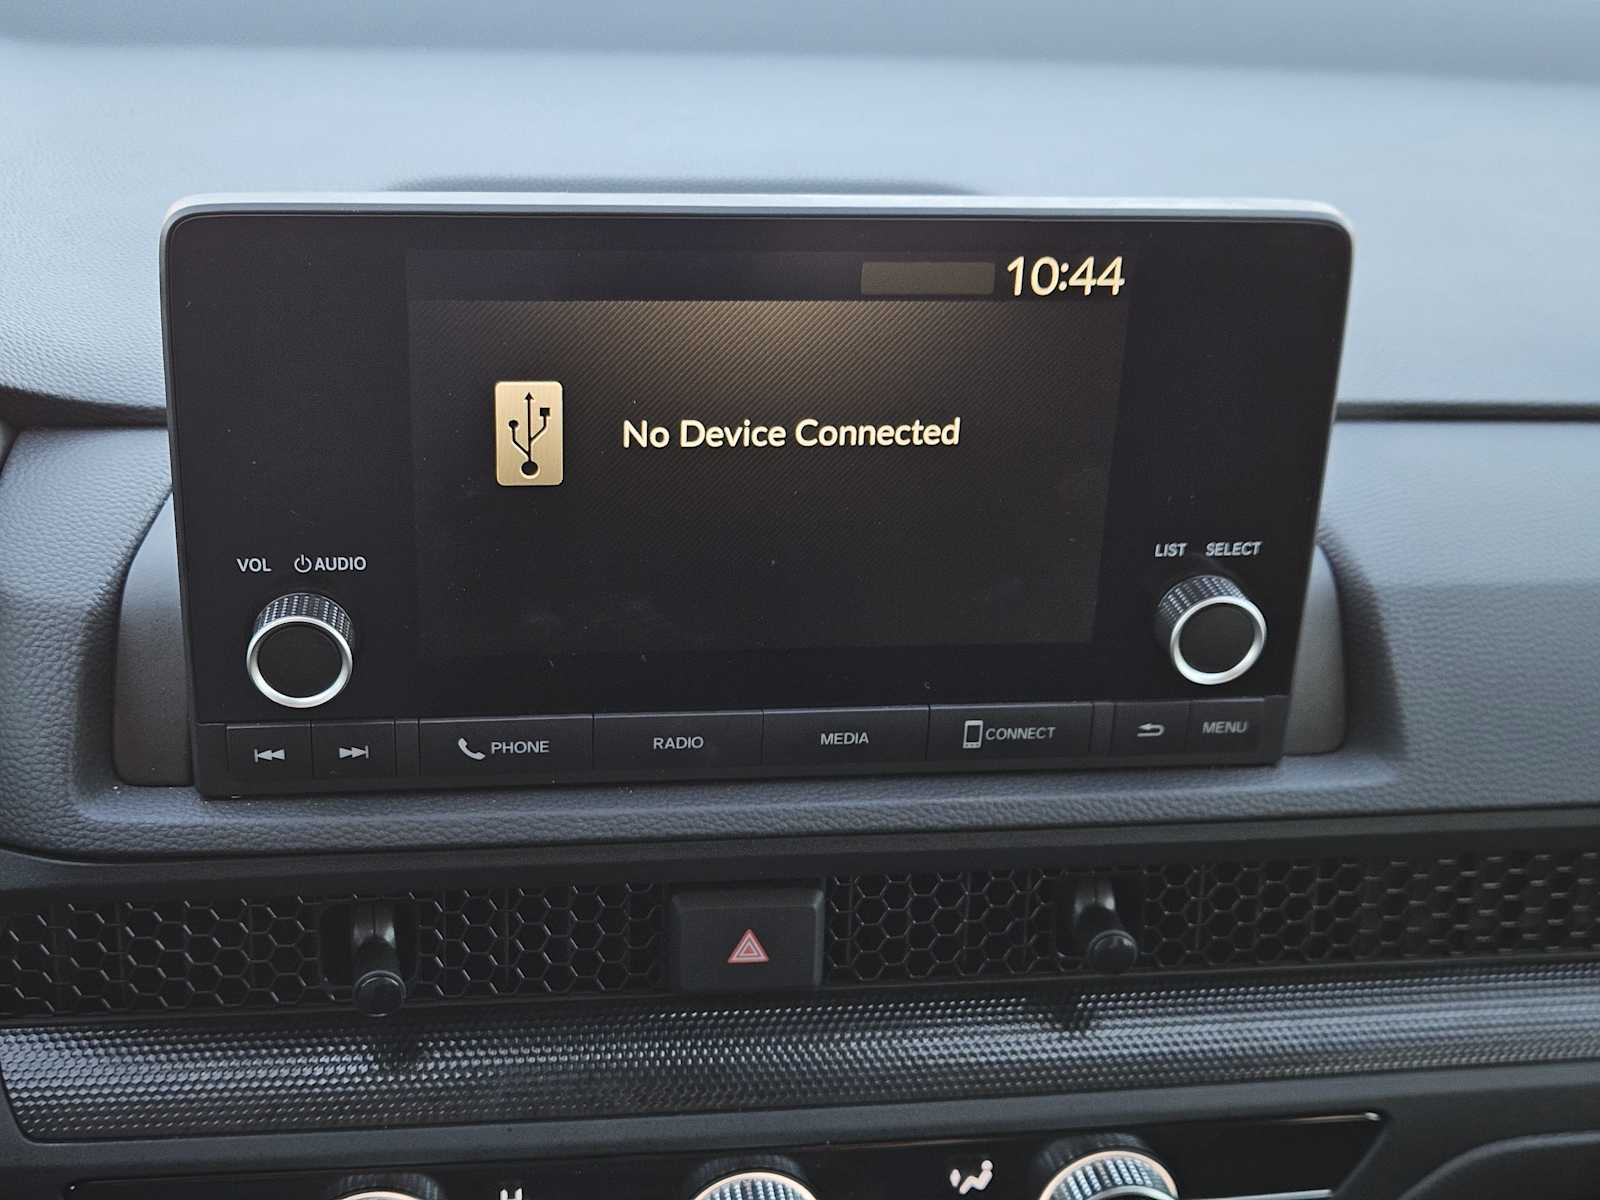 10:44
No Device Connected
VOL AUDIO
LIST SELECT
PHONE
RADIO
MEDIA
CONNECT
MENU